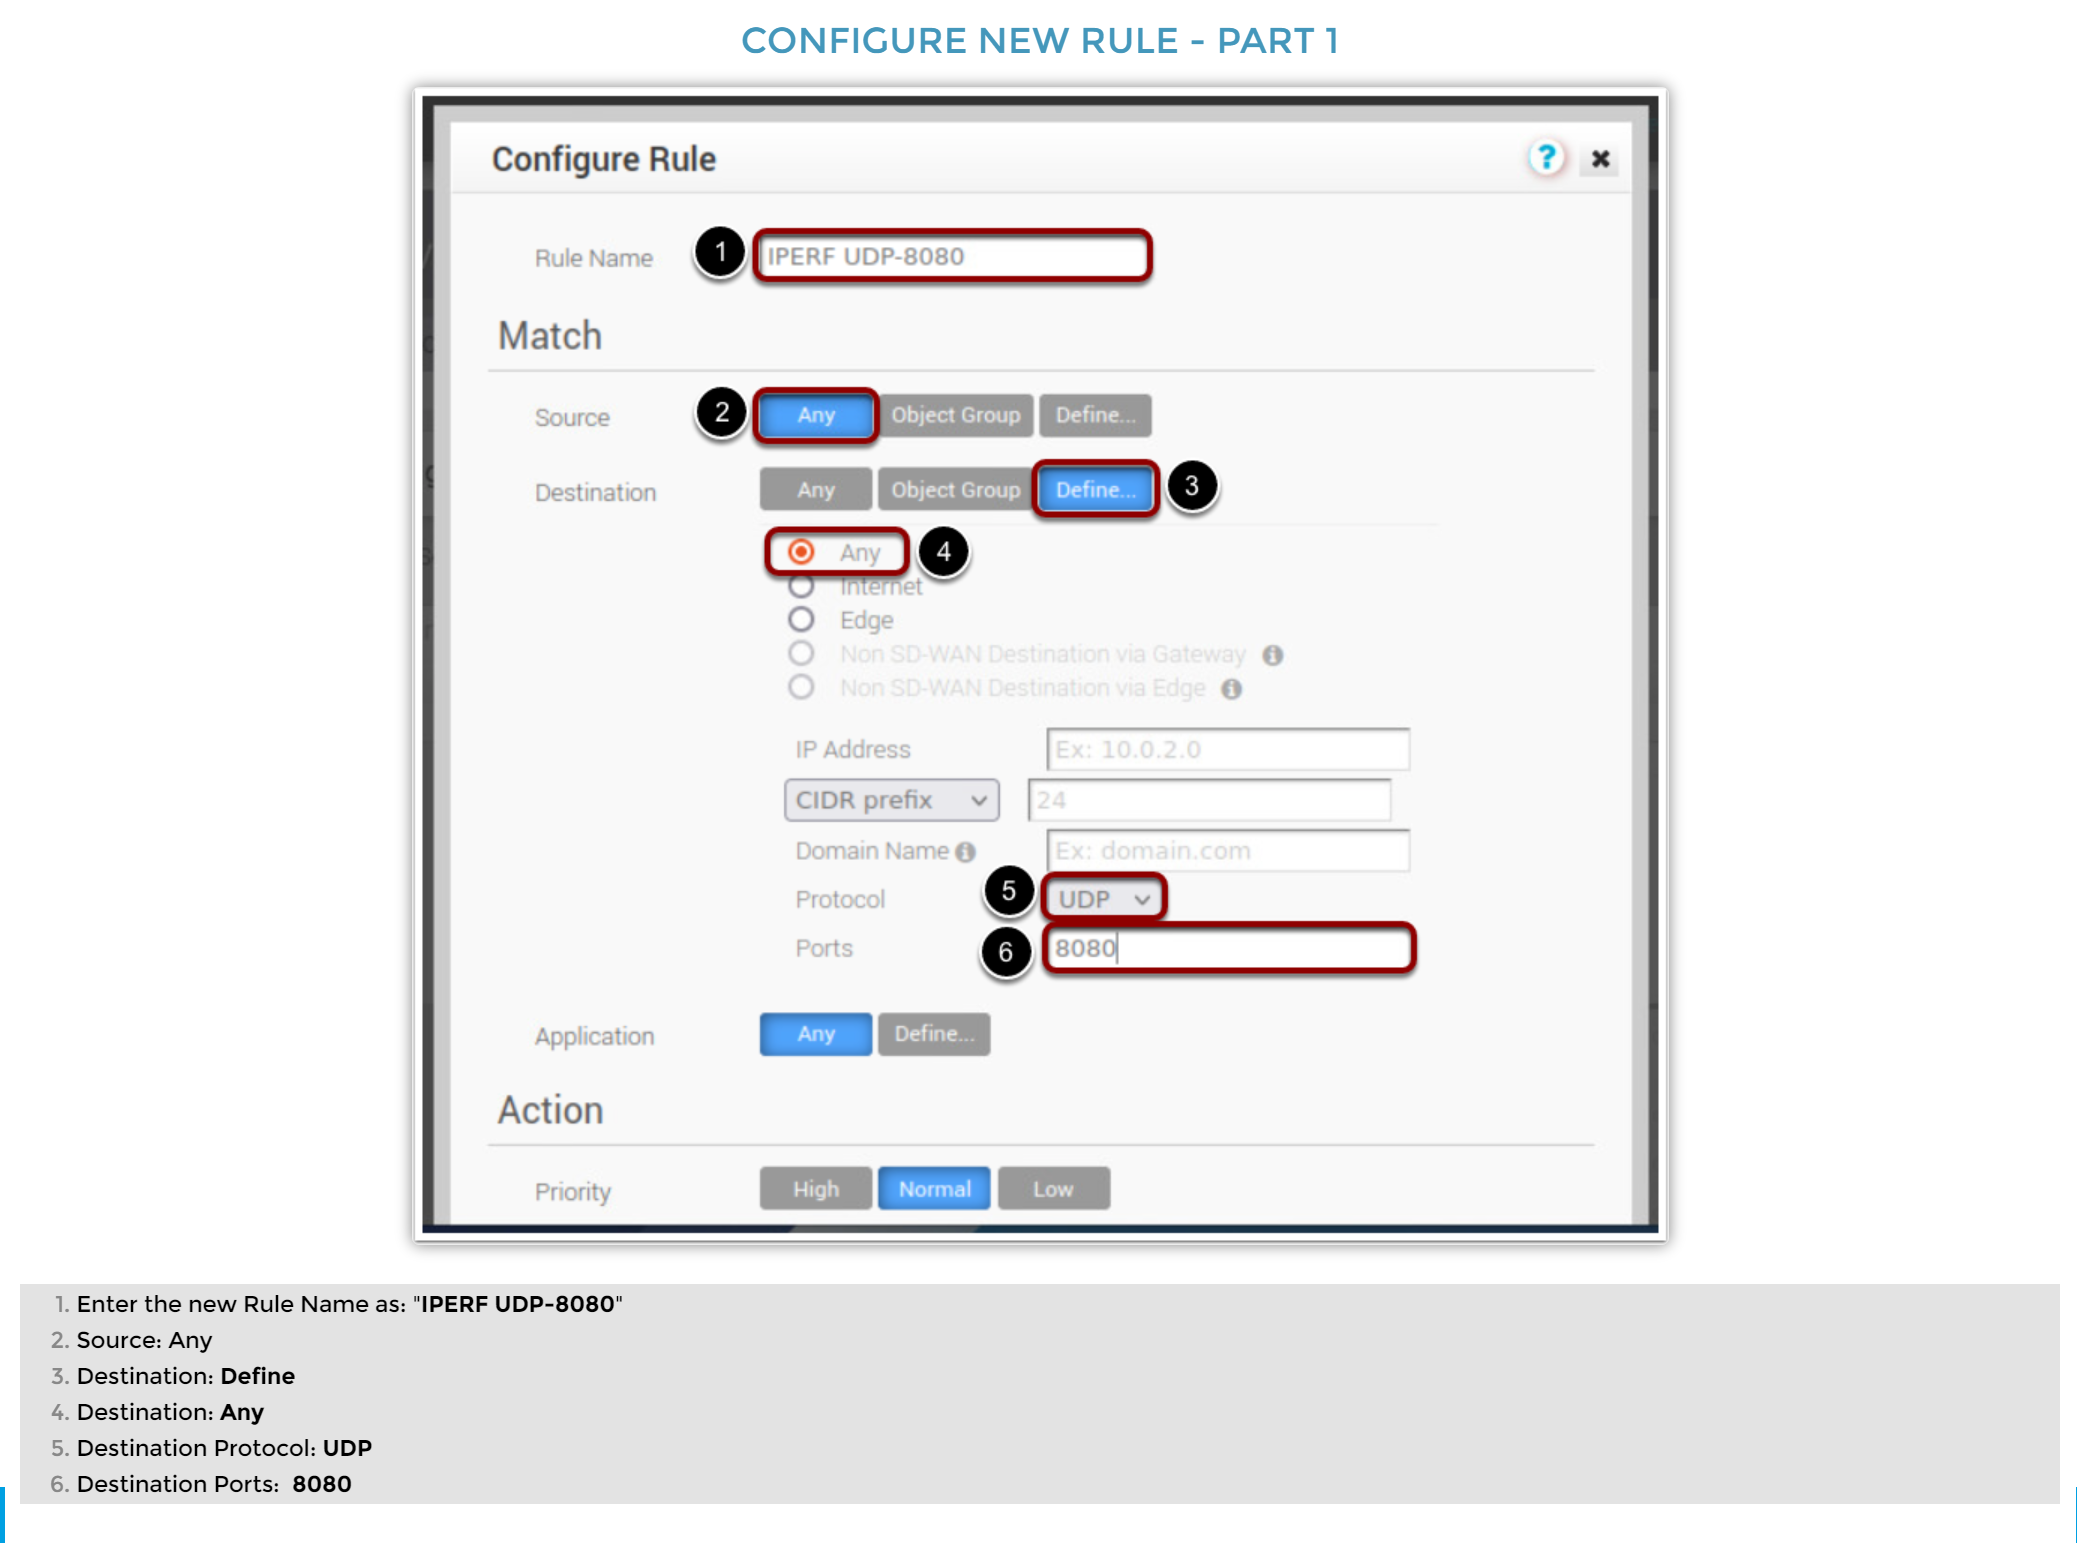 CONFIGURE NEW RULE - PART 1
Configure Rule
?
Rule Name 1 IPERF UDP-8080
Match
Source 2 Any Object Group Define...
Destination Any Object Group Define... 3
Any 4
Internet
Edge
Non SD-WAN Destination via Gateway
Non SD-WAN Destination via Edge
IP Address Ex: 10.0.2.0
CIDR prefix 24
Domain Name Ex: domain.com
Protocol 5 UDP
Ports 6 8080
Application Any Define...
Action
Priority High Normal Low
1. Enter the new Rule Name as: "IPERF UDP-8080"
2. Source: Any
3. Destination: Define
4. Destination: Any
5. Destination Protocol: UDP
6. Destination Ports: 8080